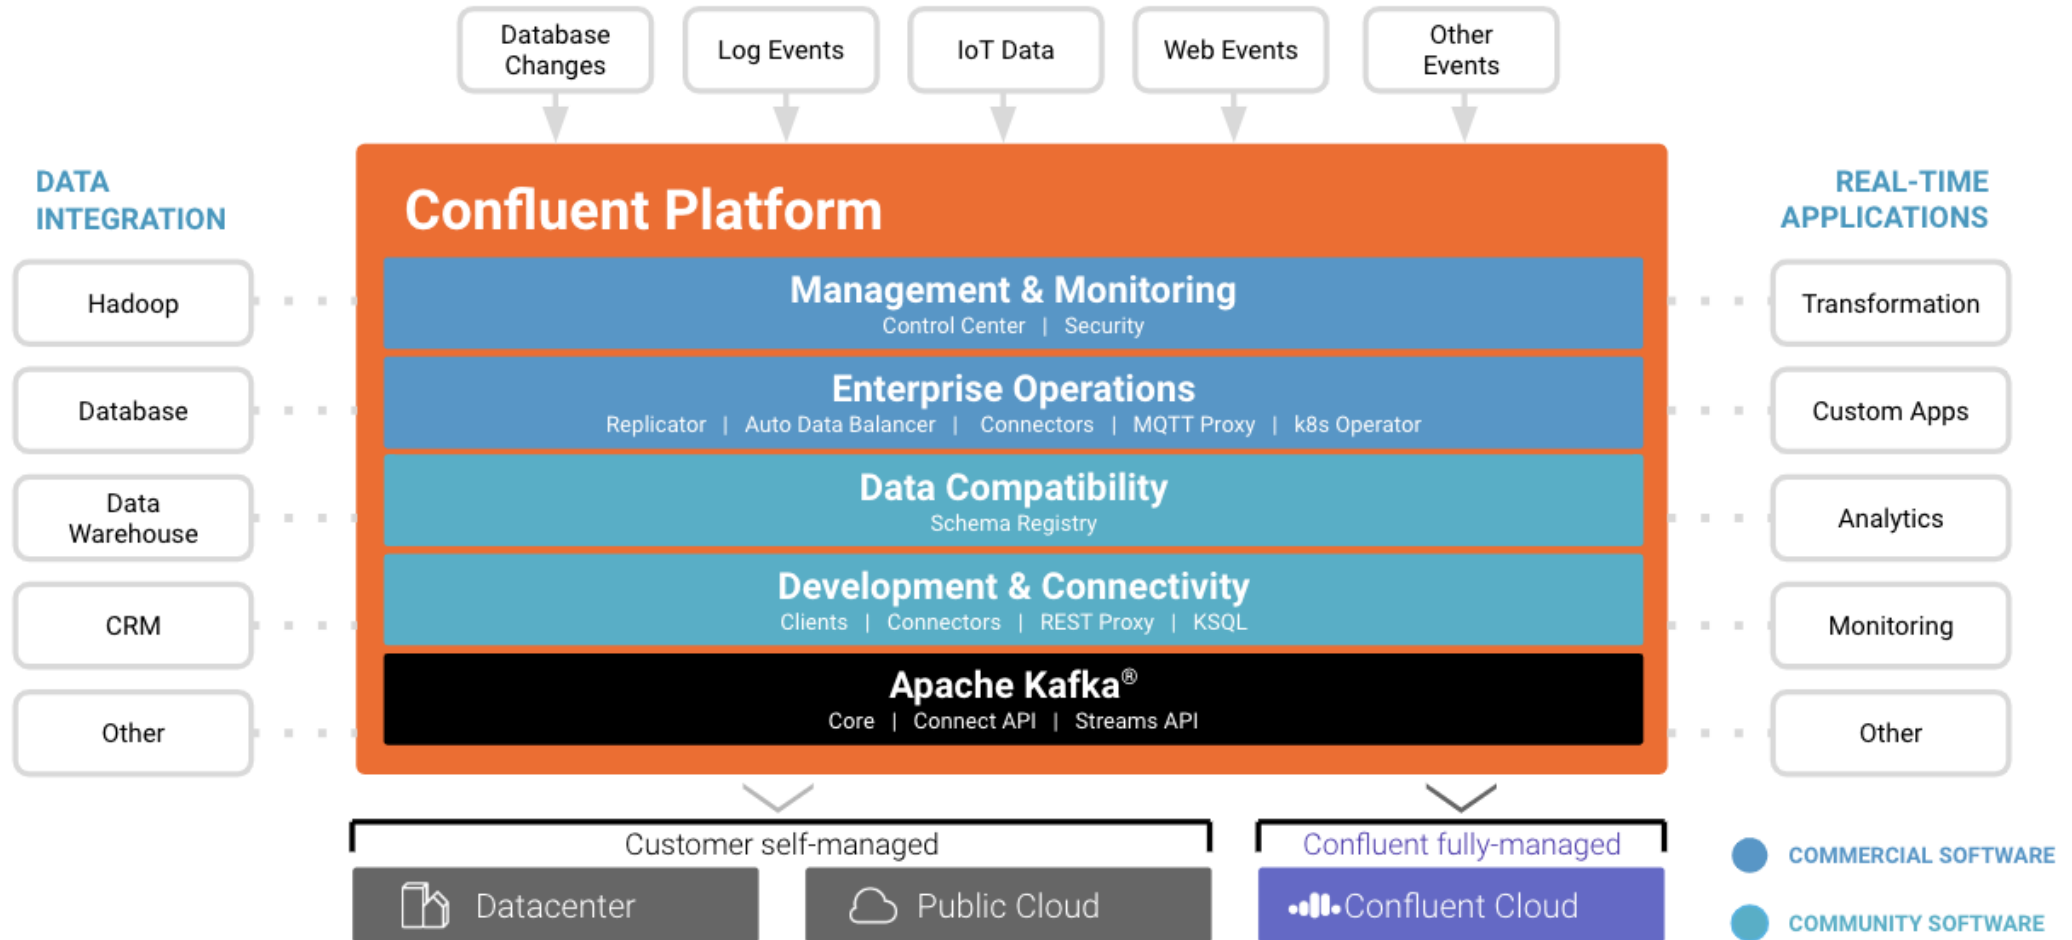 Database
Changes
Log Events
IoT Data
Web Events
Other
Events
DATA
INTEGRATION
Hadoop
Database
Data
Warehouse
CRM
Other
Confluent Platform
Management & Monitoring
Control Center | Security
Enterprise Operations
Replicator | Auto Data Balancer | Connectors | MQTT Proxy | k8s Operator
Data Compatibility
Schema Registry
Development & Connectivity
Clients | Connectors | REST Proxy | KSQL
Apache Kafka®
Core | Connect API | Streams API
REAL-TIME
APPLICATIONS
Transformation
Custom Apps
Analytics
Monitoring
Other
Customer self-managed
Datacenter
Public Cloud
Confluent fully-managed
Confluent Cloud
COMMERCIAL SOFTWARE
COMMUNITY SOFTWARE